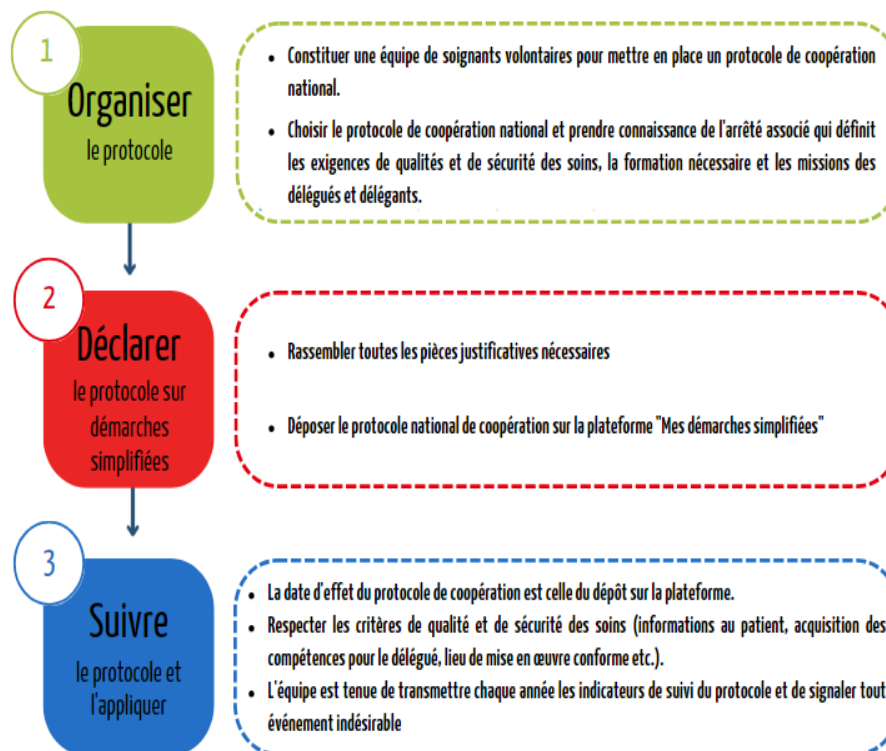 1
Organiser
le protocole
• Constituer une équipe de soignants volontaires pour mettre en place un protocole de coopération
national.
• Choisir le protocole de coopération national et prendre connaissance de l'arrêté associé qui définit
les exigences de qualités et de sécurité des soins, la formation nécessaire et les missions des
délégués et délégants.
2
Déclarer
le protocole sur
démarches
simplifiées
• Rassembler toutes les pièces justificatives nécessaires
• Déposer le protocole national de coopération sur la plateforme "Mes démarches simplifiées"
3
Suivre
le protocole et
l'appliquer
• La date d'effet du protocole de coopération est celle du dépôt sur la plateforme.
• Respecter les critères de qualité et de sécurité des soins (informations au patient, acquisition des
compétences pour le délégué, lieu de mise en œuvre conforme etc.).
• L'équipe est tenue de transmettre chaque année les indicateurs de suivi du protocole et de signaler tout
événement indésirable